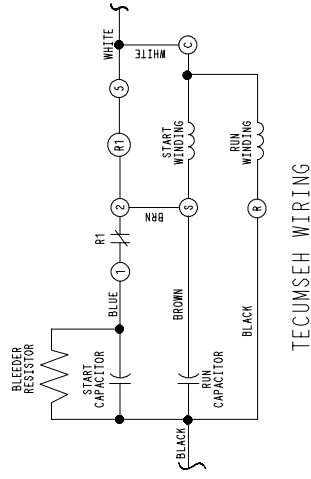 BLEEDER
RESISTOR
START
CAPACITOR
BLUE
1
R1
2
R1
5
WHITE
WHITE
C
BRN
BLACK
RUN
CAPACITOR
BROWN
S
START
WINDING
BLACK
R
RUN
WINDING
TECUMSEH WIRING